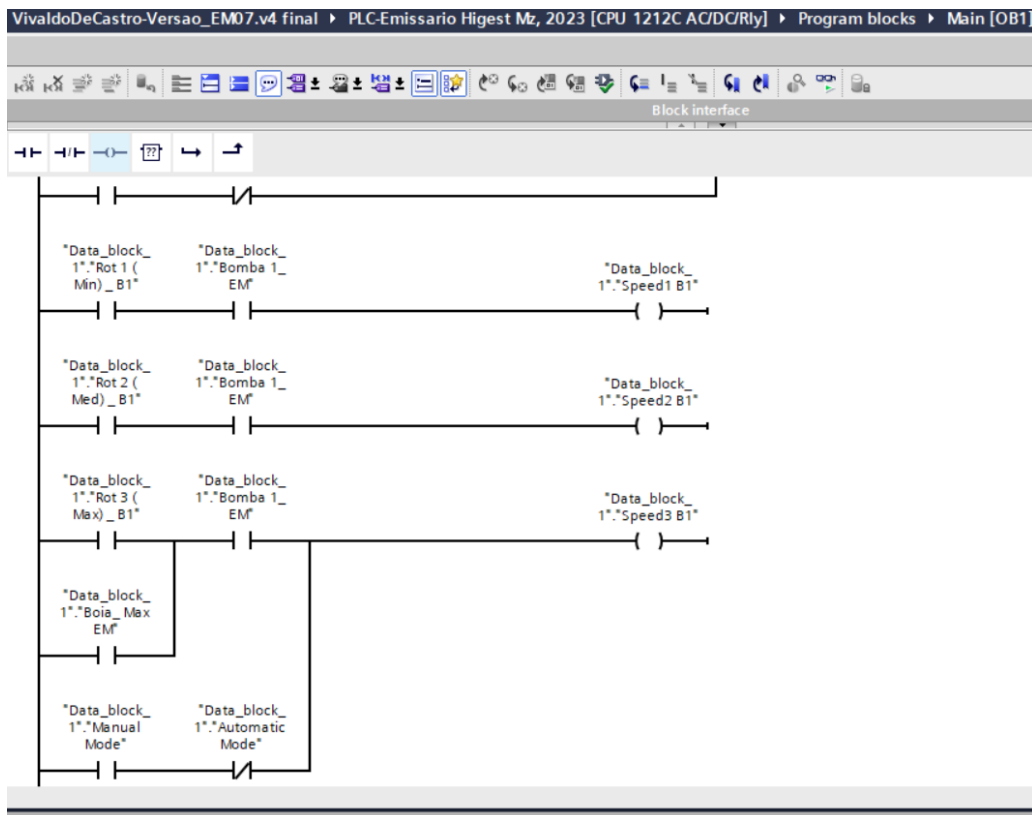 VivaldoDeCastro-Versao_EM07.v4 final ▸ PLC-Emissario Higest Mz, 2023 [CPU 1212C AC/DC/Rly] ▸ Program blocks ▸ Main [OB1]
Block interface
??
"Data_block_
1"."Rot 1 (
Min) _ B1"
"Data_block_
1"."Bomba 1_
EM"
"Data_block_
1"."Speed1 B1"
"Data_block_
1"."Rot 2 (
Med) _ B1"
"Data_block_
1"."Bomba 1_
EM"
"Data_block_
1"."Speed2 B1"
"Data_block_
1"."Rot 3 (
Max) _ B1"
"Data_block_
1"."Bomba 1_
EM"
"Data_block_
1"."Speed3 B1"
"Data_block_
1"."Boia_ Max
EM"
"Data_block_
1"."Manual
Mode"
"Data_block_
1"."Automatic
Mode"